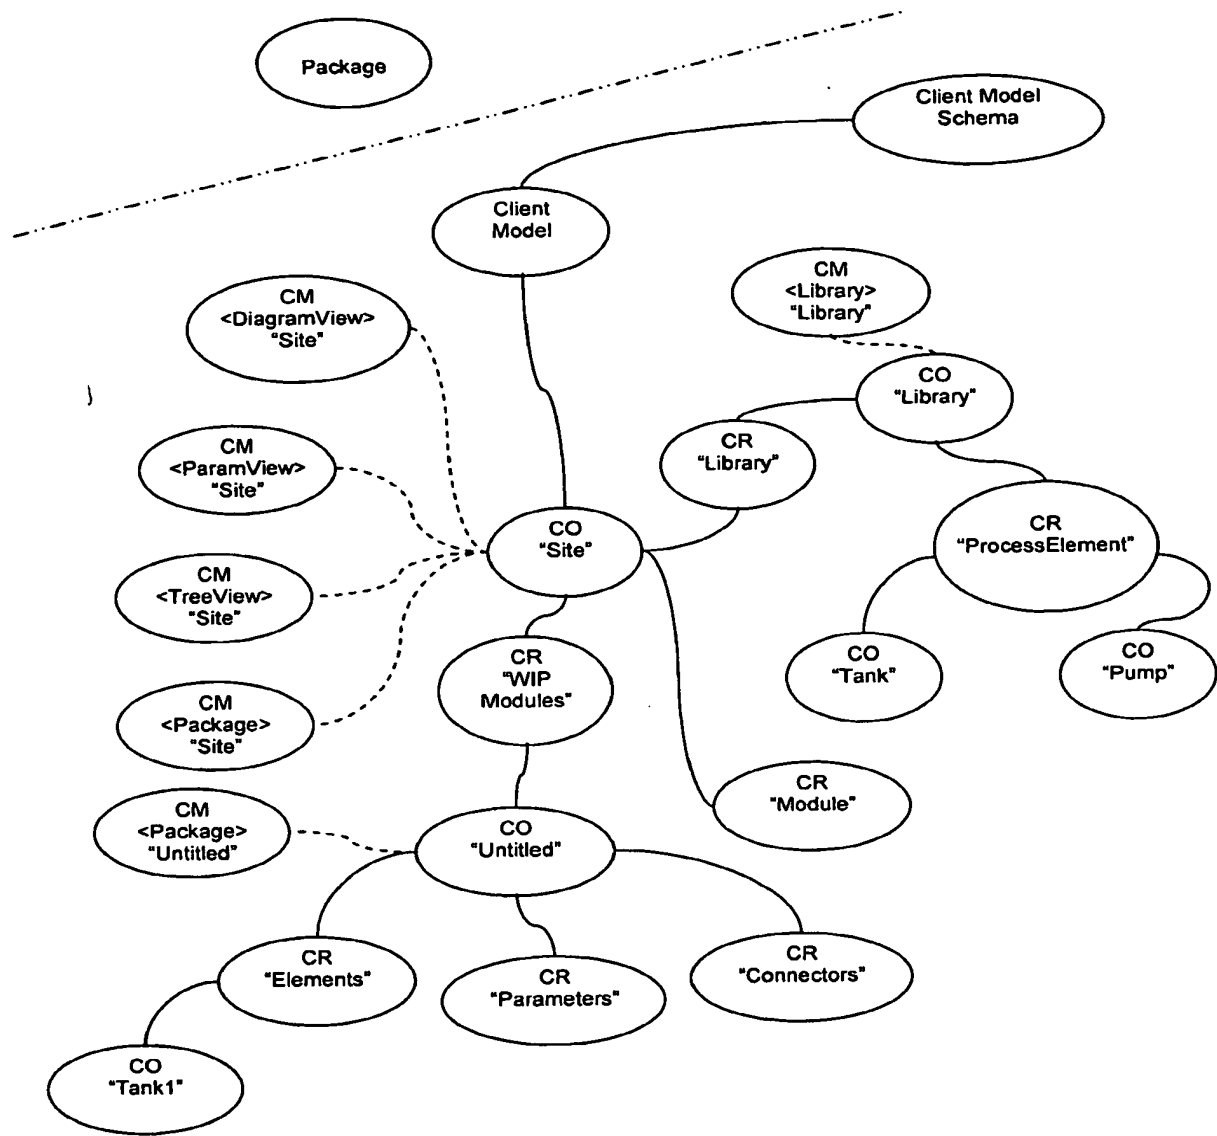 Package
Client Model
Schema
Client
Model
CM
<DiagramView>
"Site"
CM
<Library>
"Library"
CO
"Library"
CM
<ParamView>
"Site"
CR
"Library"
CO
"Site"
CR
"ProcessElement"
CM
<TreeView>
"Site"
CR
"WIP
Modules"
CO
"Tank"
CO
"Pump"
CM
<Package>
"Site"
CR
"Module"
CM
<Package>
"Untitled"
CO
"Untitled"
CR
"Elements"
CR
"Parameters"
CR
"Connectors"
CO
"Tank1"